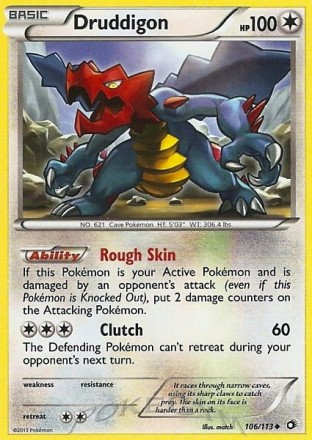 BASIC
Druddigon
HP100
NO. 621 Cave Pokémon HT: 5'03" WT: 306.4 lbs.
Ability Rough Skin
If this Pokémon is your Active Pokémon and is
damaged by an opponent's attack (even if this
Pokémon is Knocked Out), put 2 damage counters on
the Attacking Pokémon.
Clutch 60
The Defending Pokémon can't retreat during your
opponent's next turn.
weakness resistance
retreat
It races through narrow caves,
using its sharp claws to catch
prey. The skin on its face is
harder than a rock.
©2013 Pokémon
Illus. match 106/113